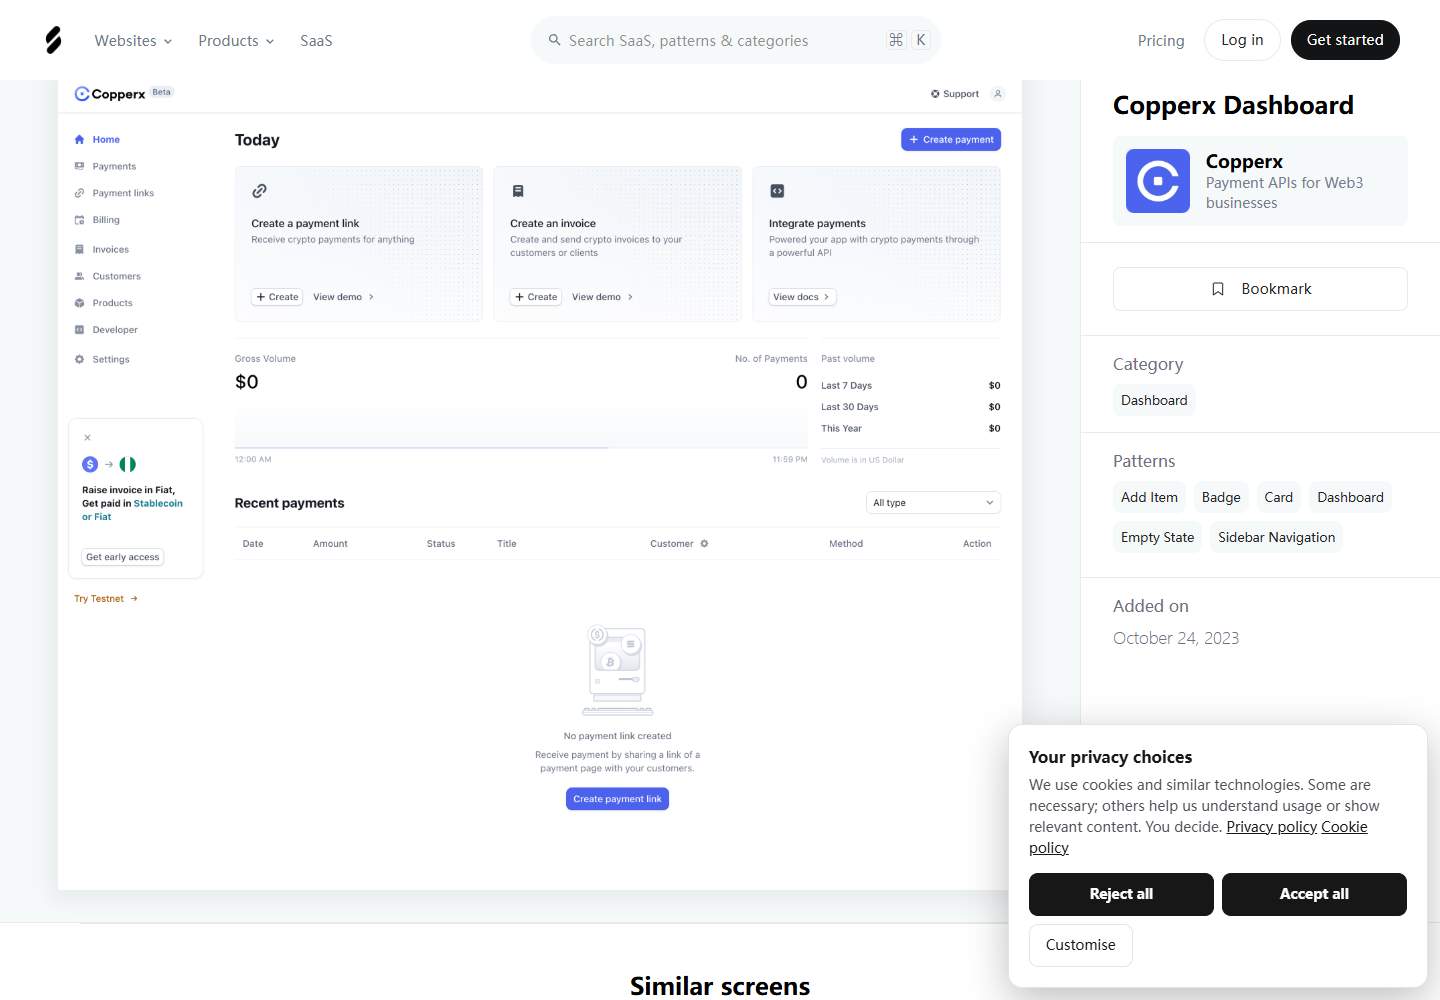 Websites
Products
SaaS
Search SaaS, patterns & categories
⌘ K
Pricing
Log in
Get started
Copperx Beta
Support
Home
Payments
Payment links
Billing
Invoices
Customers
Products
Developer
Settings
Raise invoice in Fiat,
Get paid in Stablecoin
or Fiat
Get early access
Try Testnet →
Today
+ Create payment
Create a payment link
Receive crypto payments for anything
+ Create
View demo >
Create an invoice
Create and send crypto invoices to your
customers or clients
+ Create
View demo >
Integrate payments
Powered your app with crypto payments through
a powerful API
View docs >
Gross Volume
$0
No. of Payments
0
12:00 AM
11:59 PM
Past volume
Last 7 Days $0
Last 30 Days $0
This Year $0
Volume is in US Dollar
Recent payments
All type
Date Amount Status Title Customer Method Action
No payment link created
Receive payment by sharing a link of a
payment page with your customers.
Create payment link
Copperx Dashboard
Copperx
Payment APIs for Web3
businesses
Bookmark
Category
Dashboard
Patterns
Add Item Badge Card Dashboard
Empty State Sidebar Navigation
Added on
October 24, 2023
Your privacy choices
We use cookies and similar technologies. Some are
necessary; others help us understand usage or show
relevant content. You decide. Privacy policy Cookie
policy
Reject all
Accept all
Customise
Similar screens